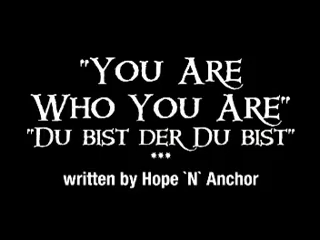 "You Are
Who You Are"
"Du bist der Du bist"
***
written by Hope `N` Anchor